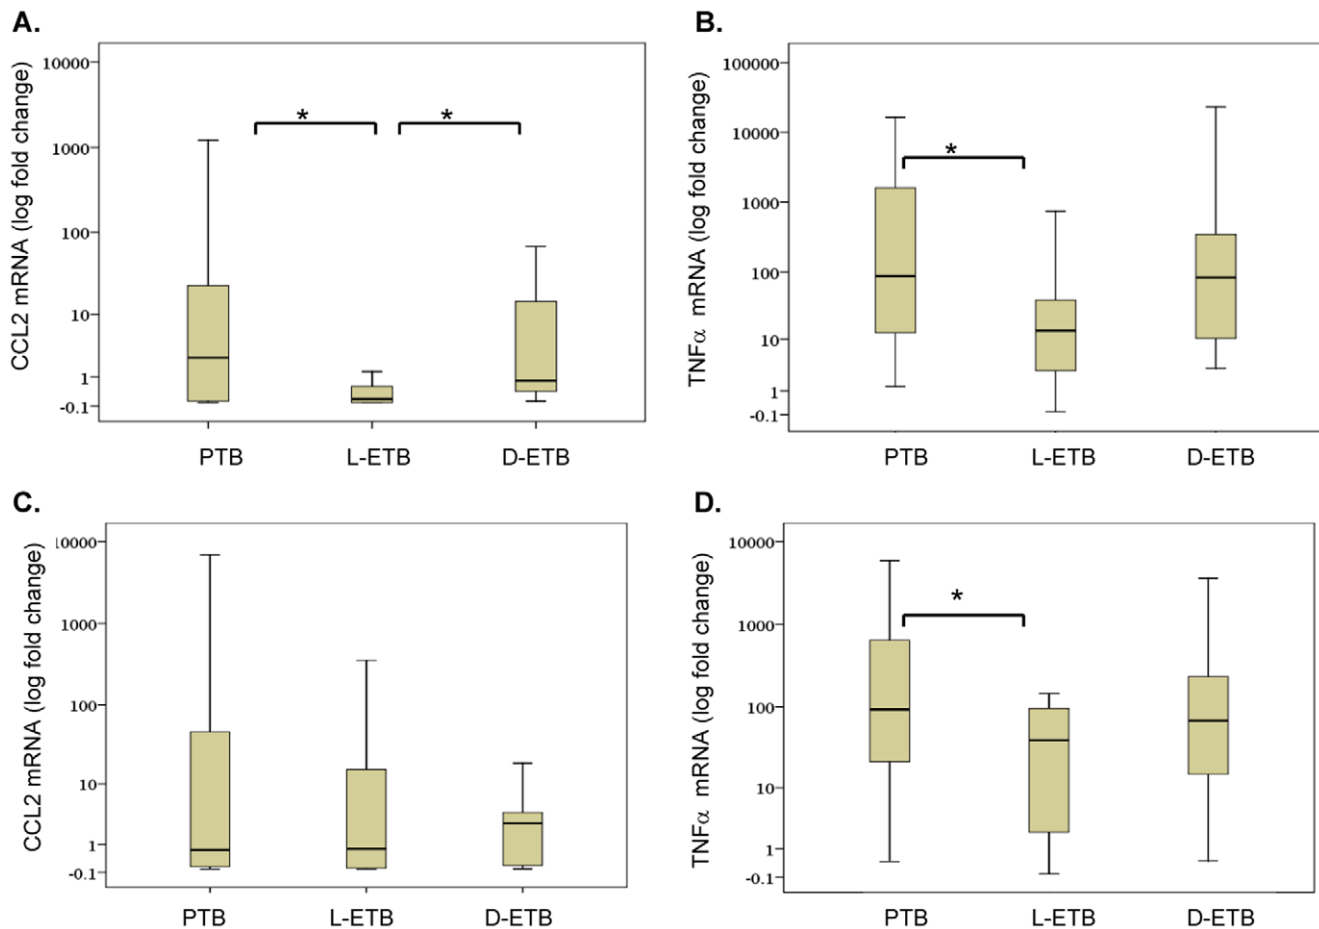 A.
CCL2 mRNA (log fold change)
10000
1000
100
10
1
-0.1
*
*
PTB L-ETB D-ETB
B.
TNFα mRNA (log fold change)
100000
10000
1000
100
10
1
-0.1
*
PTB L-ETB D-ETB
C.
CCL2 mRNA (log fold change)
10000
1000
100
10
1
-0.1
PTB L-ETB D-ETB
D.
TNFα mRNA (log fold change)
10000
1000
100
10
1
-0.1
*
PTB L-ETB D-ETB